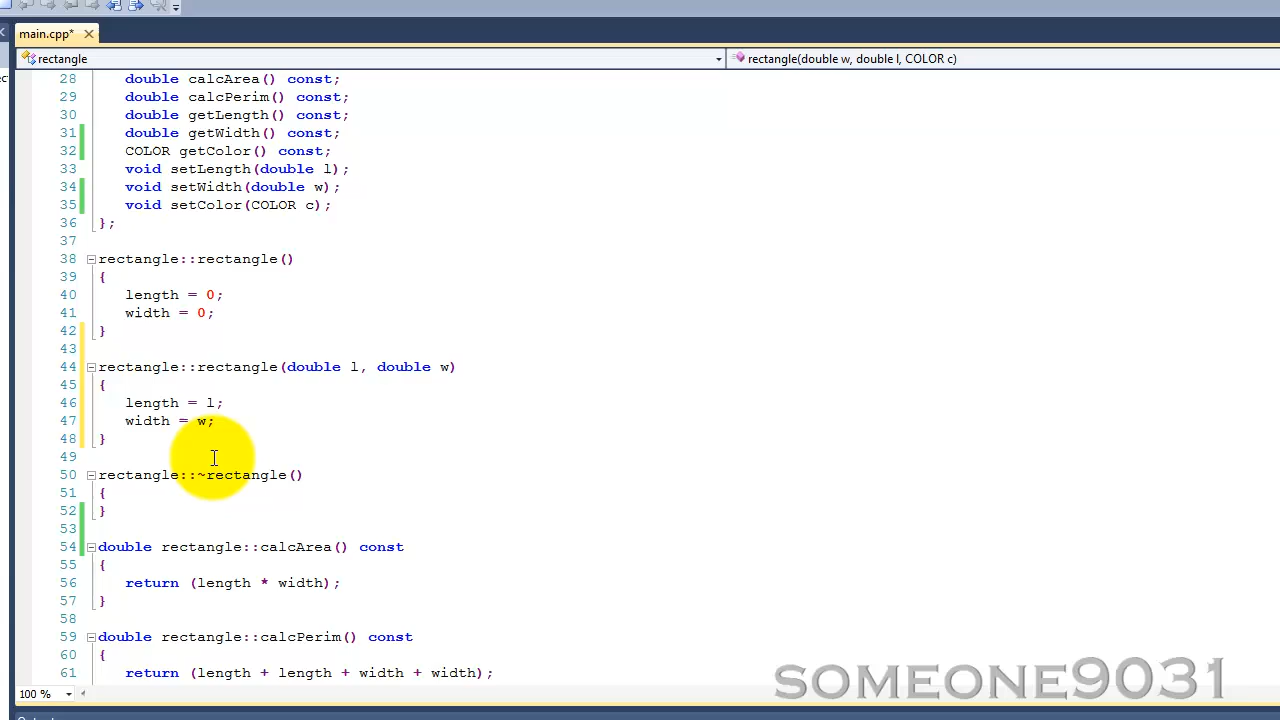 main.cpp*
rectangle
rectangle(double w, double l, COLOR c)
28 double calcArea() const;
29 double calcPerim() const;
30 double getLength() const;
31 double getWidth() const;
32 COLOR getColor() const;
33 void setLength(double l);
34 void setWidth(double w);
35 void setColor(COLOR c);
36 };
37
38 rectangle::rectangle()
39 {
40 length = 0;
41 width = 0;
42 }
43
44 rectangle::rectangle(double l, double w)
45 {
46 length = l;
47 width = w;
48 }
49
50 rectangle::~rectangle()
51 {
52 }
53
54 double rectangle::calcArea() const
55 {
56 return (length * width);
57 }
58
59 double rectangle::calcPerim() const
60 {
61 return (length + length + width + width);
100 %
SOMEONE9031